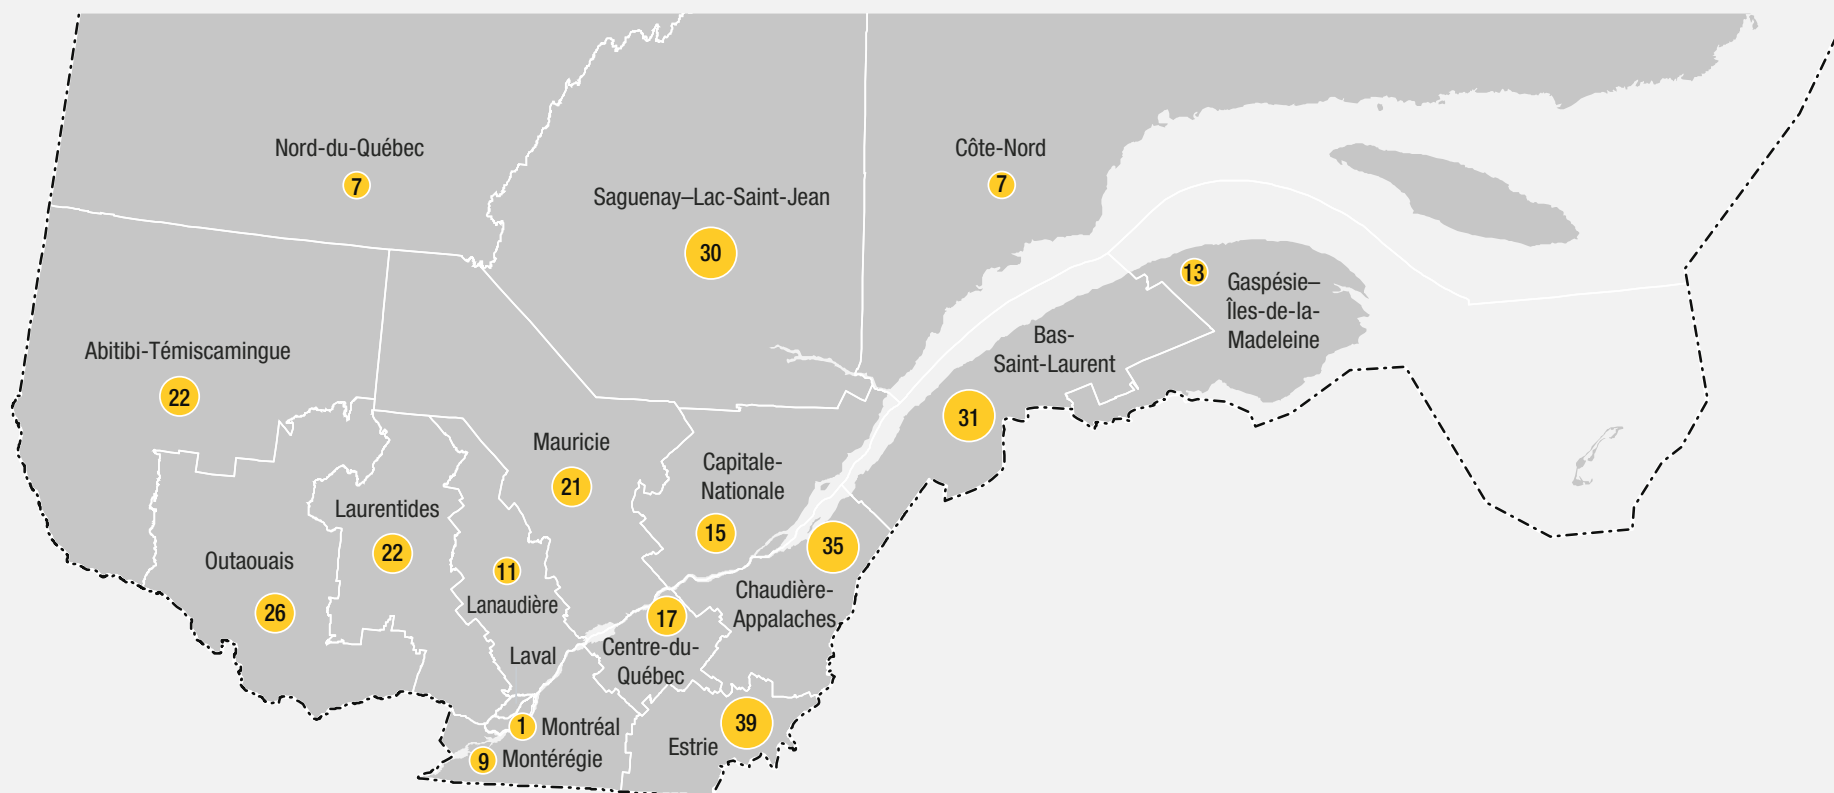 Nord-du-Québec
7
Côte-Nord
7
Saguenay–Lac-Saint-Jean
30
13
Gaspésie–
Îles-de-la-
Madeleine
Bas-
Saint-Laurent
31
Abitibi-Témiscamingue
22
Mauricie
21
Capitale-
Nationale
15
35
Chaudière-
Appalaches
Laurentides
22
Outaouais
26
11
Lanaudière
17
Centre-du-
Québec
Laval
1 Montréal
9 Montérégie
Estrie
39